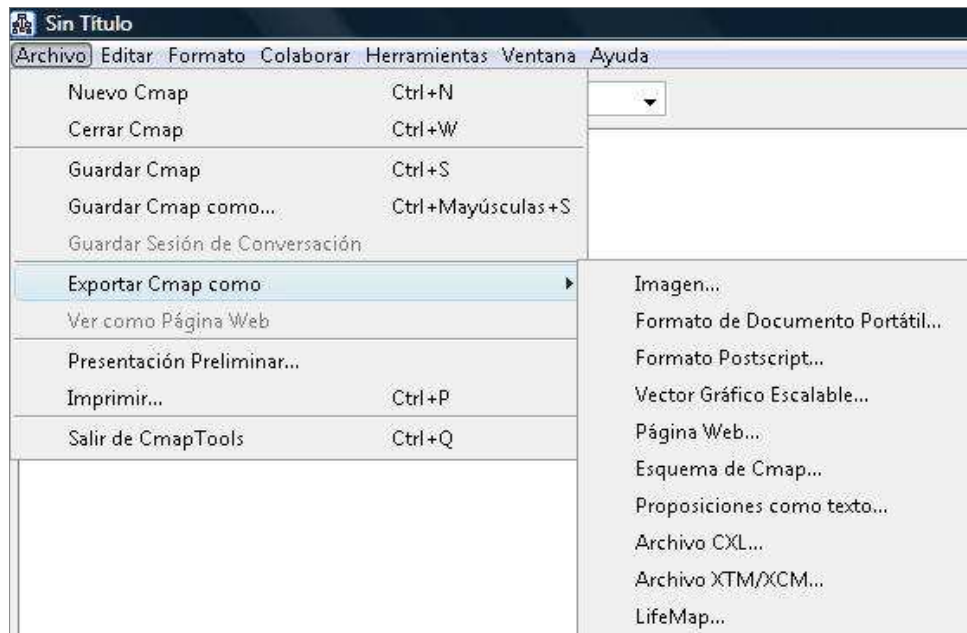 Sin Título
Archivo Editar Formato Colaborar Herramientas Ventana Ayuda
Nuevo Cmap Ctrl+N
Cerrar Cmap Ctrl+W
Guardar Cmap Ctrl+S
Guardar Cmap como... Ctrl+Mayúsculas+S
Guardar Sesión de Conversación
Exportar Cmap como
Ver como Página Web
Presentación Preliminar...
Imprimir... Ctrl+P
Salir de CmapTools Ctrl+Q
Imagen...
Formato de Documento Portátil...
Formato Postscript...
Vector Gráfico Escalable...
Página Web...
Esquema de Cmap...
Proposiciones como texto...
Archivo CXL...
Archivo XTM/XCM...
LifeMap...